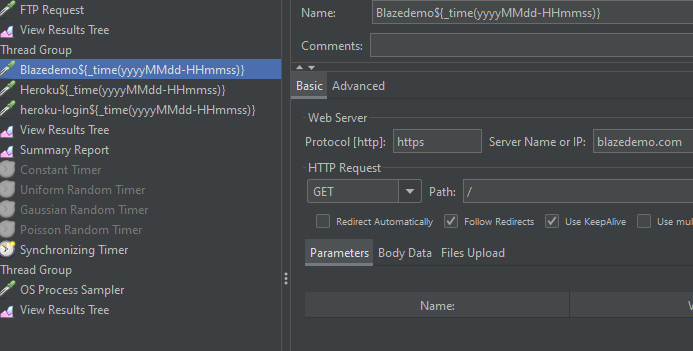 FTP Request
View Results Tree
Thread Group
Blazedemo${_time(yyyyMMdd-HHmmss)}
Heroku${_time(yyyyMMdd-HHmmss)}
heroku-login${_time(yyyyMMdd-HHmmss)}
View Results Tree
Summary Report
Constant Timer
Uniform Random Timer
Gaussian Random Timer
Poisson Random Timer
Synchronizing Timer
Thread Group
OS Process Sampler
View Results Tree
Name: Blazedemo${_time(yyyyMMdd-HHmmss)}
Comments:
Basic Advanced
Web Server
Protocol [http]: https Server Name or IP: blazedemo.com
HTTP Request
GET Path: /
Redirect Automatically Follow Redirects Use KeepAlive Use mul
Parameters Body Data Files Upload
Name: V